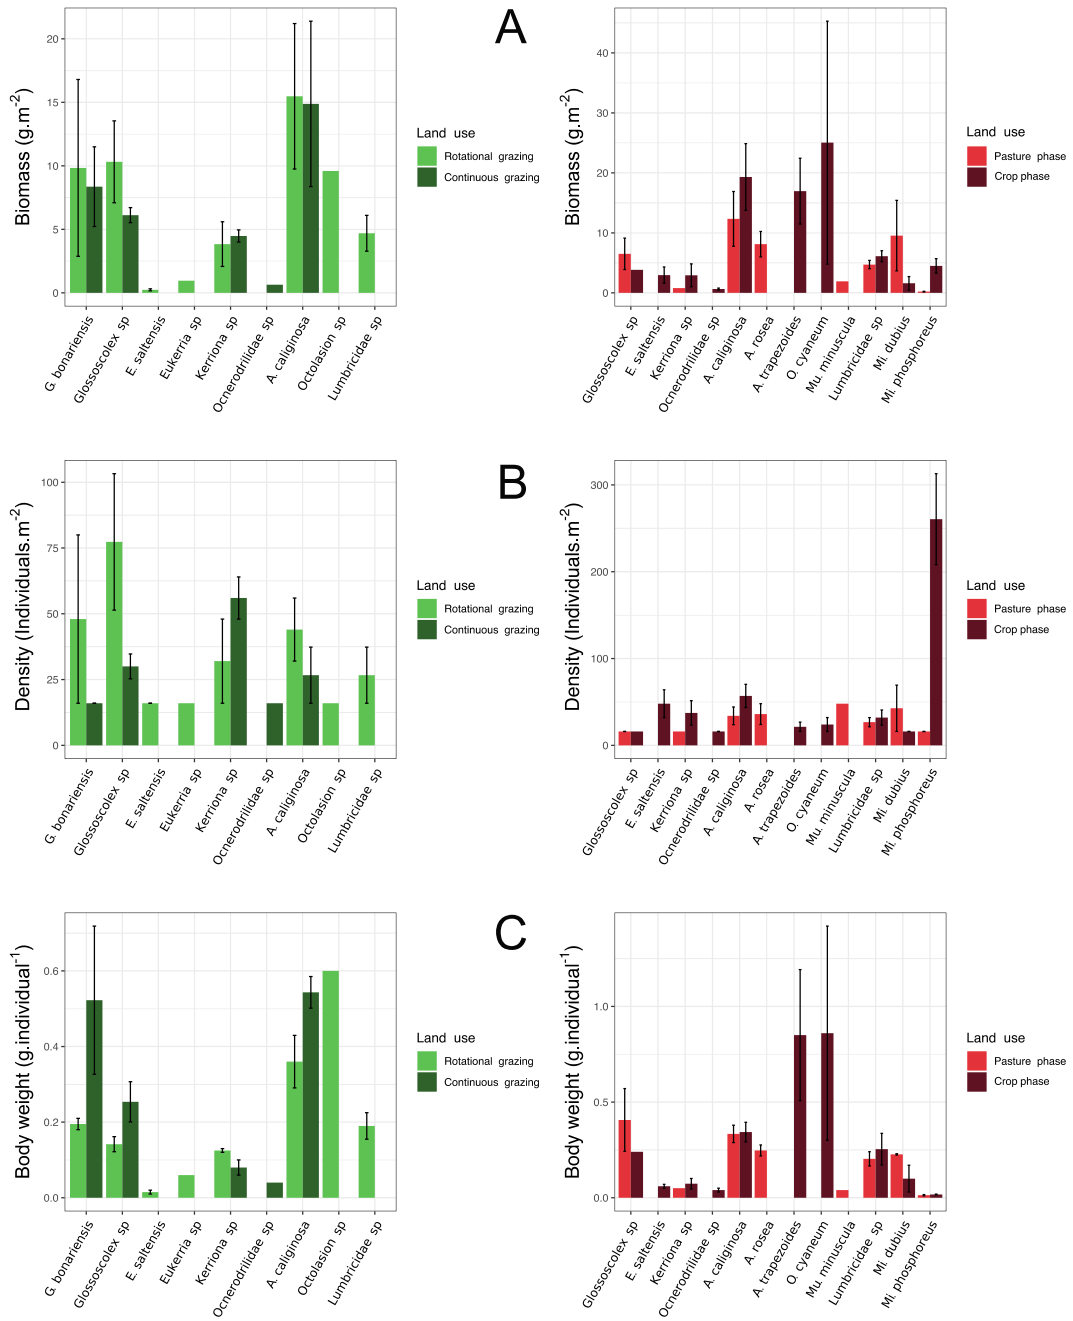 A
Biomass (g.m-2)
20
15
10
5
0
G. bonariensis
Glossoscolex sp
E. saltensis
Eukerria sp
Kerriona sp
Ocnerodrilidae sp
A. caliginosa
Octolasion sp
Lumbricidae sp
Land use
Rotational grazing
Continuous grazing
Biomass (g.m-2)
40
30
20
10
0
Glossoscolex sp
E. saltensis
Kerriona sp
Ocnerodrilidae sp
A. caliginosa
A. rosea
A. trapezoides
O. cyaneum
Mu. minuscula
Lumbricidae sp
Mi. dubius
Mi. phosphoreus
Land use
Pasture phase
Crop phase
B
Density (Individuals.m-2)
100
75
50
25
0
G. bonariensis
Glossoscolex sp
E. saltensis
Eukerria sp
Kerriona sp
Ocnerodrilidae sp
A. caliginosa
Octolasion sp
Lumbricidae sp
Land use
Rotational grazing
Continuous grazing
Density (Individuals.m-2)
300
200
100
0
Glossoscolex sp
E. saltensis
Kerriona sp
Ocnerodrilidae sp
A. caliginosa
A. rosea
A. trapezoides
O. cyaneum
Mu. minuscula
Lumbricidae sp
Mi. dubius
Mi. phosphoreus
Land use
Pasture phase
Crop phase
C
Body weight (g.individual-1)
0.6
0.4
0.2
0.0
G. bonariensis
Glossoscolex sp
E. saltensis
Eukerria sp
Kerriona sp
Ocnerodrilidae sp
A. caliginosa
Octolasion sp
Lumbricidae sp
Land use
Rotational grazing
Continuous grazing
Body weight (g.individual-1)
1.0
0.5
0.0
Glossoscolex sp
E. saltensis
Kerriona sp
Ocnerodrilidae sp
A. caliginosa
A. rosea
A. trapezoides
O. cyaneum
Mu. minuscula
Lumbricidae sp
Mi. dubius
Mi. phosphoreus
Land use
Pasture phase
Crop phase